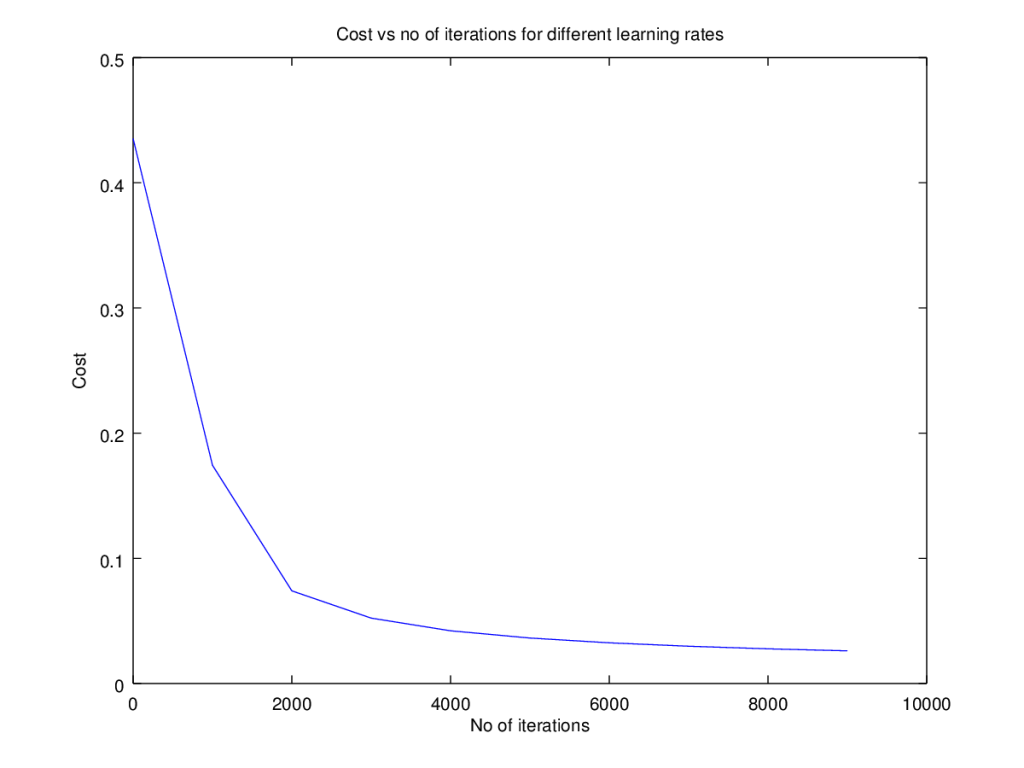 Cost vs no of iterations for different learning rates
0.5
0.4
0.3
0.2
0.1
0
Cost
0 2000 4000 6000 8000 10000
No of iterations